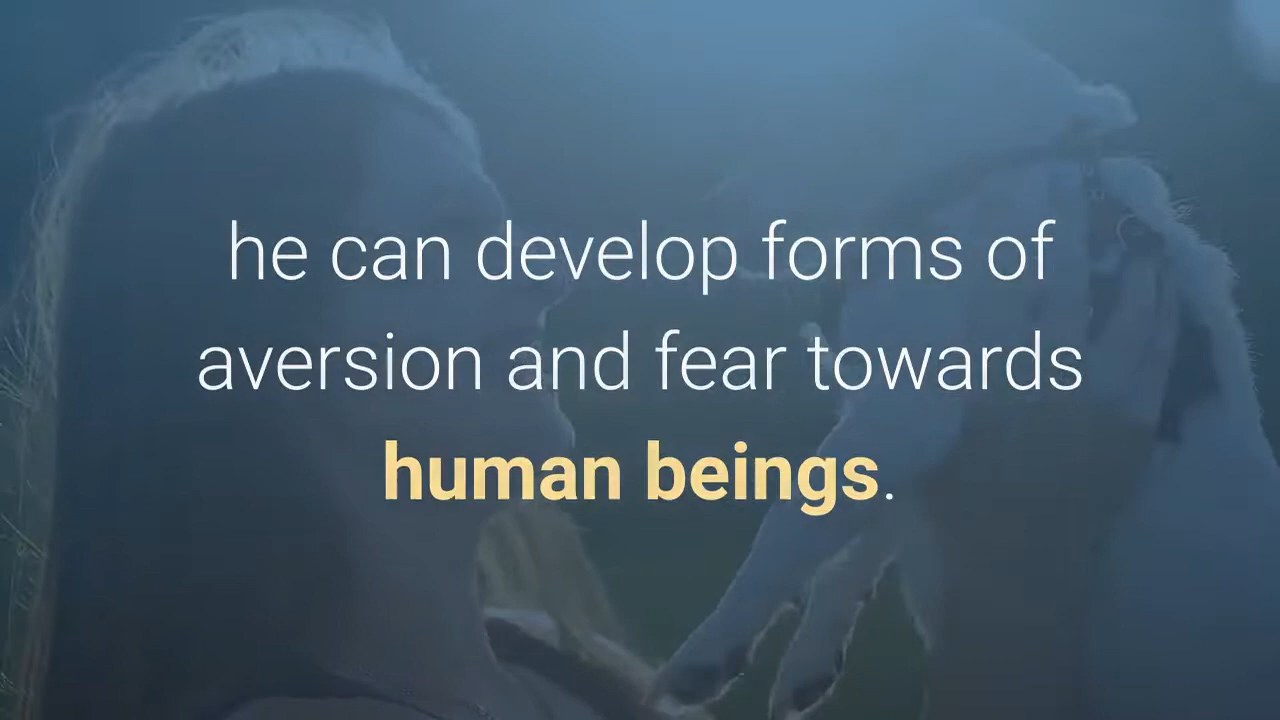 he can develop forms of
aversion and fear towards
human beings.